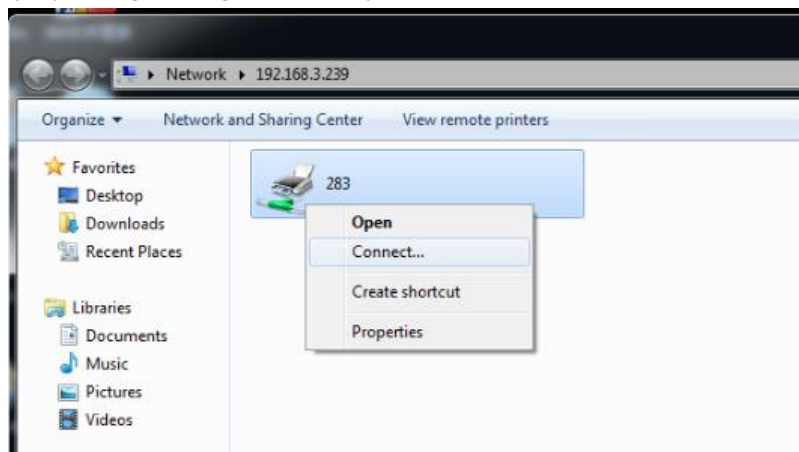 Network ▸ 192.168.3.239
Organize Network and Sharing Center View remote printers
Favorites
Desktop
Downloads
Recent Places
Libraries
Documents
Music
Pictures
Videos
283
Open
Connect...
Create shortcut
Properties